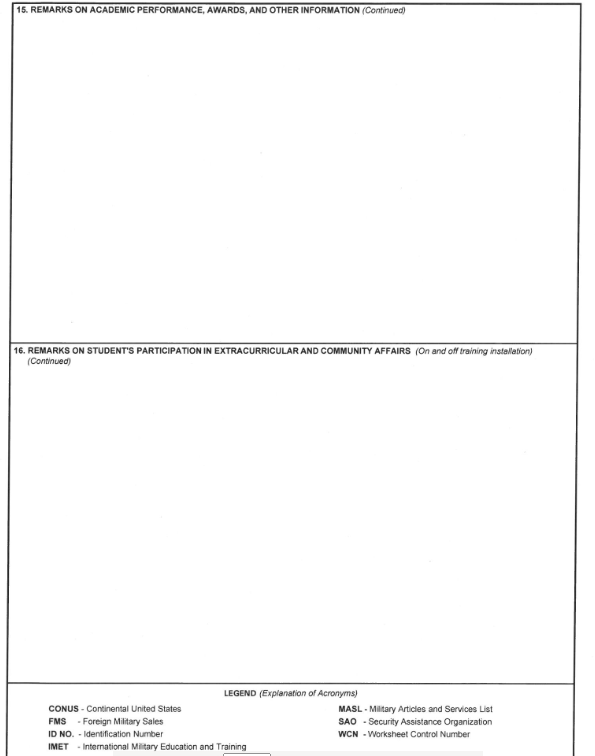 15. REMARKS ON ACADEMIC PERFORMANCE, AWARDS, AND OTHER INFORMATION (Continued)
16. REMARKS ON STUDENT'S PARTICIPATION IN EXTRACURRICULAR AND COMMUNITY AFFAIRS (On and off training installation)
(Continued)
LEGEND (Explanation of Acronyms)
CONUS - Continental United States
FMS - Foreign Military Sales
ID NO. - Identification Number
IMET - International Military Education and Training
MASL - Military Articles and Services List
SAO - Security Assistance Organization
WCN - Worksheet Control Number